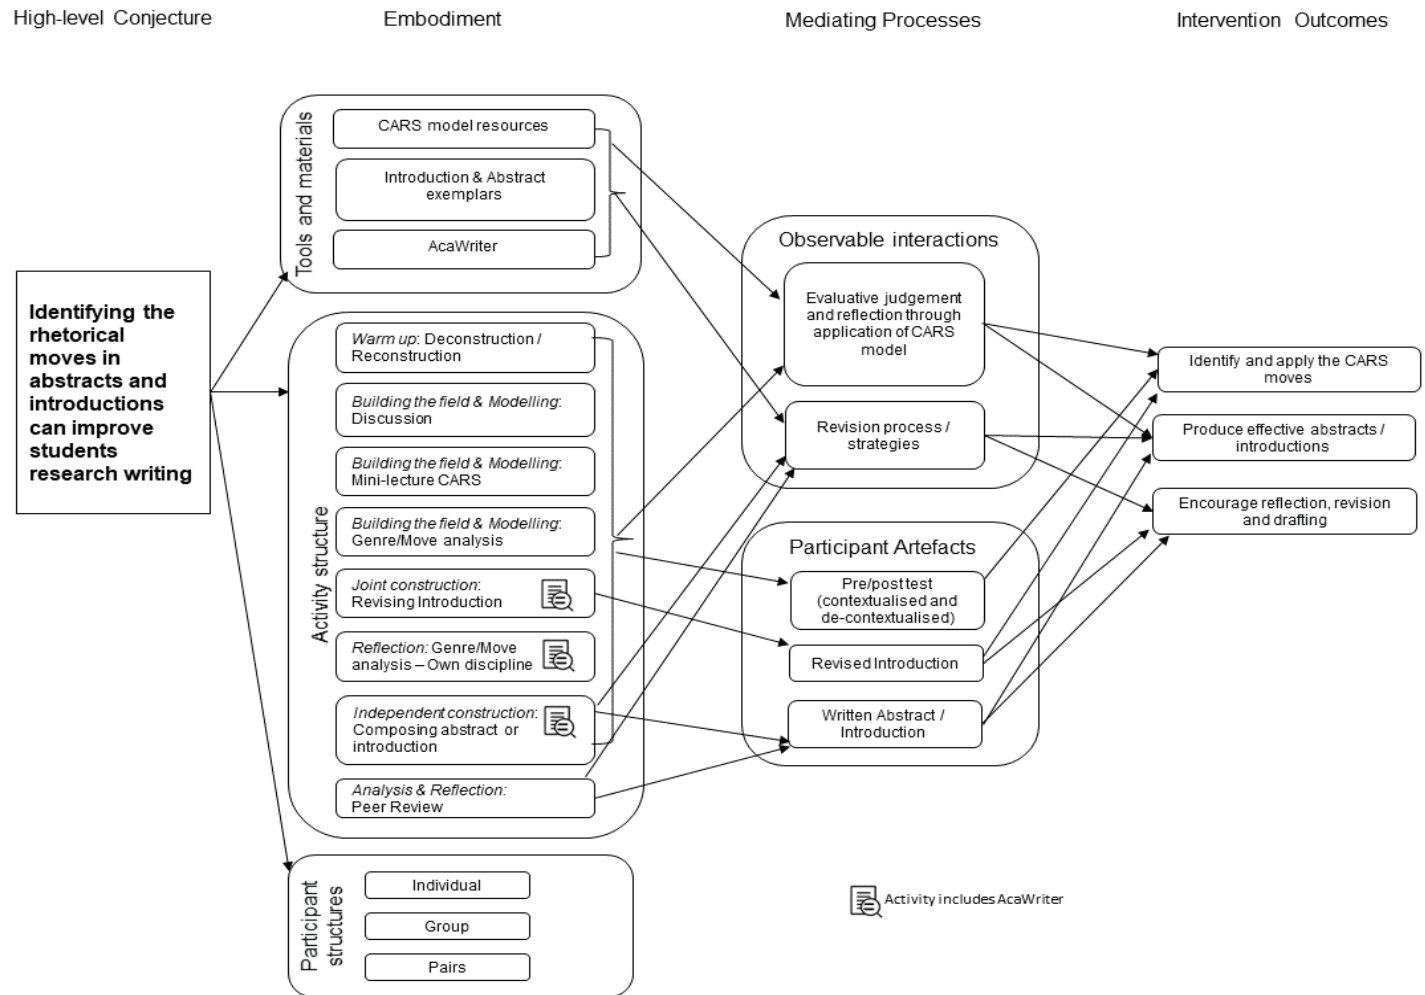 High-level Conjecture
Embodiment
Mediating Processes
Intervention Outcomes
Identifying the
rhetorical
moves in
abstracts and
introductions
can improve
students
research writing
Tools and materials
CARS model resources
Introduction & Abstract
exemplars
AcaWriter
Activity structure
Warm up: Deconstruction /
Reconstruction
Building the field & Modelling:
Discussion
Building the field & Modelling:
Mini-lecture CARS
Building the field & Modelling:
Genre/Move analysis
Joint construction:
Revising Introduction
Reflection: Genre/Move
analysis – Own discipline
Independent construction:
Composing abstract or
introduction
Analysis & Reflection:
Peer Review
Participant
structures
Individual
Group
Pairs
Observable interactions
Evaluative judgement
and reflection through
application of CARS
model
Revision process /
strategies
Participant Artefacts
Pre/post test
(contextualised and
de-contextualised)
Revised Introduction
Written Abstract /
Introduction
Identify and apply the CARS
moves
Produce effective abstracts /
introductions
Encourage reflection, revision
and drafting
Activity includes AcaWriter